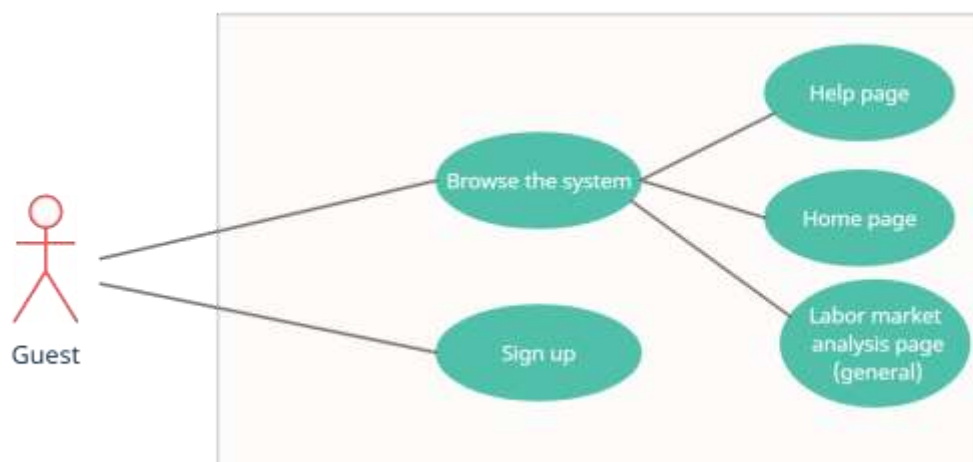 Help page
Browse the system
Home page
Guest
Sign up
Labor market
analysis page
(general)